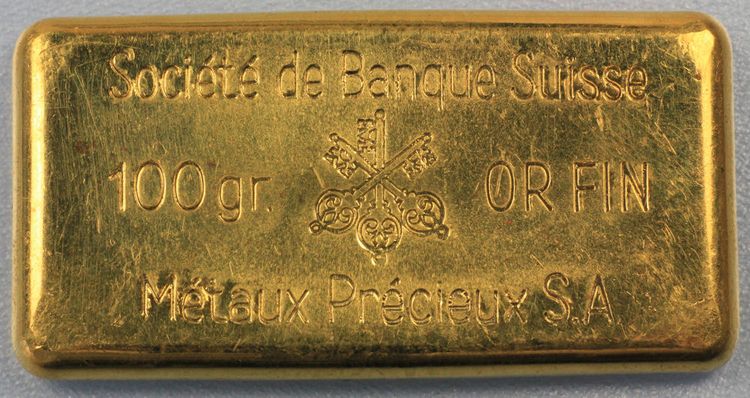 Société de Banque Suisse
100 gr. OR FIN
Métaux Précieux S.A